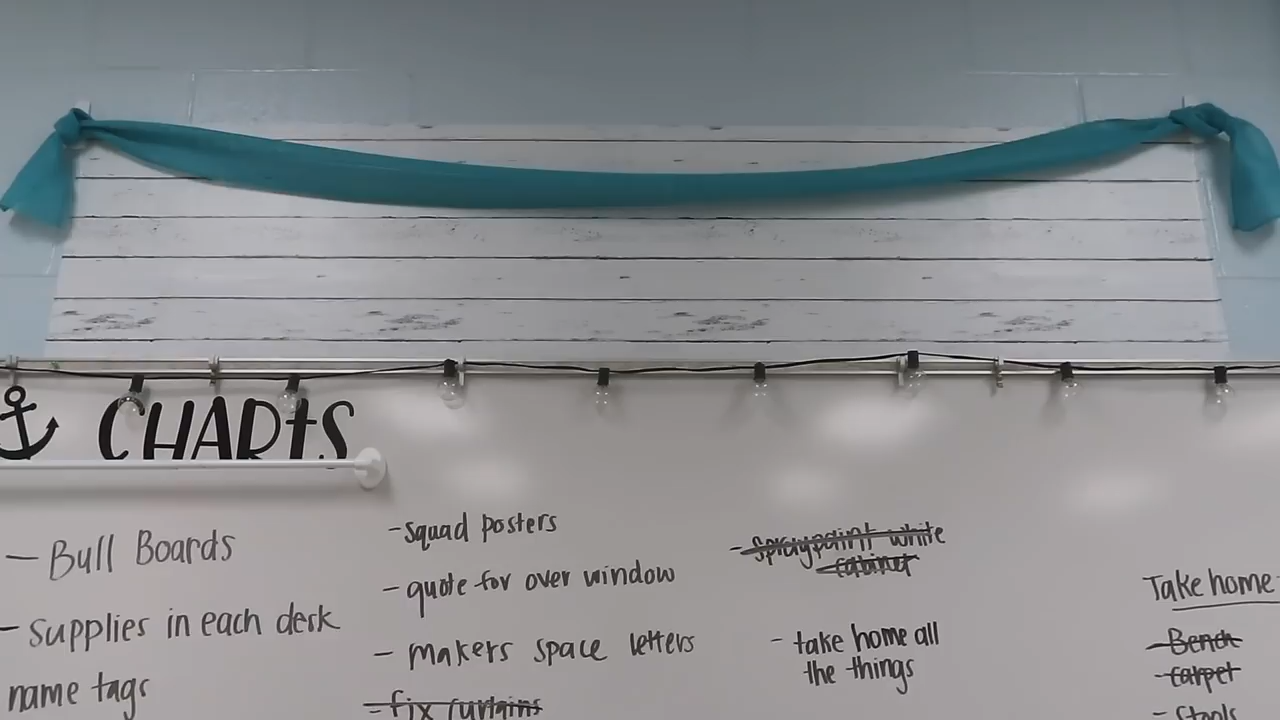 CHARTS
- Bull Boards
- supplies in each desk
name tags
- squad posters
- quote for over window
- makers space letters
- fix curtains
- spraypaint white
cabinet
- take home all
the things
Take home
- Bench
- carpet
- Stools